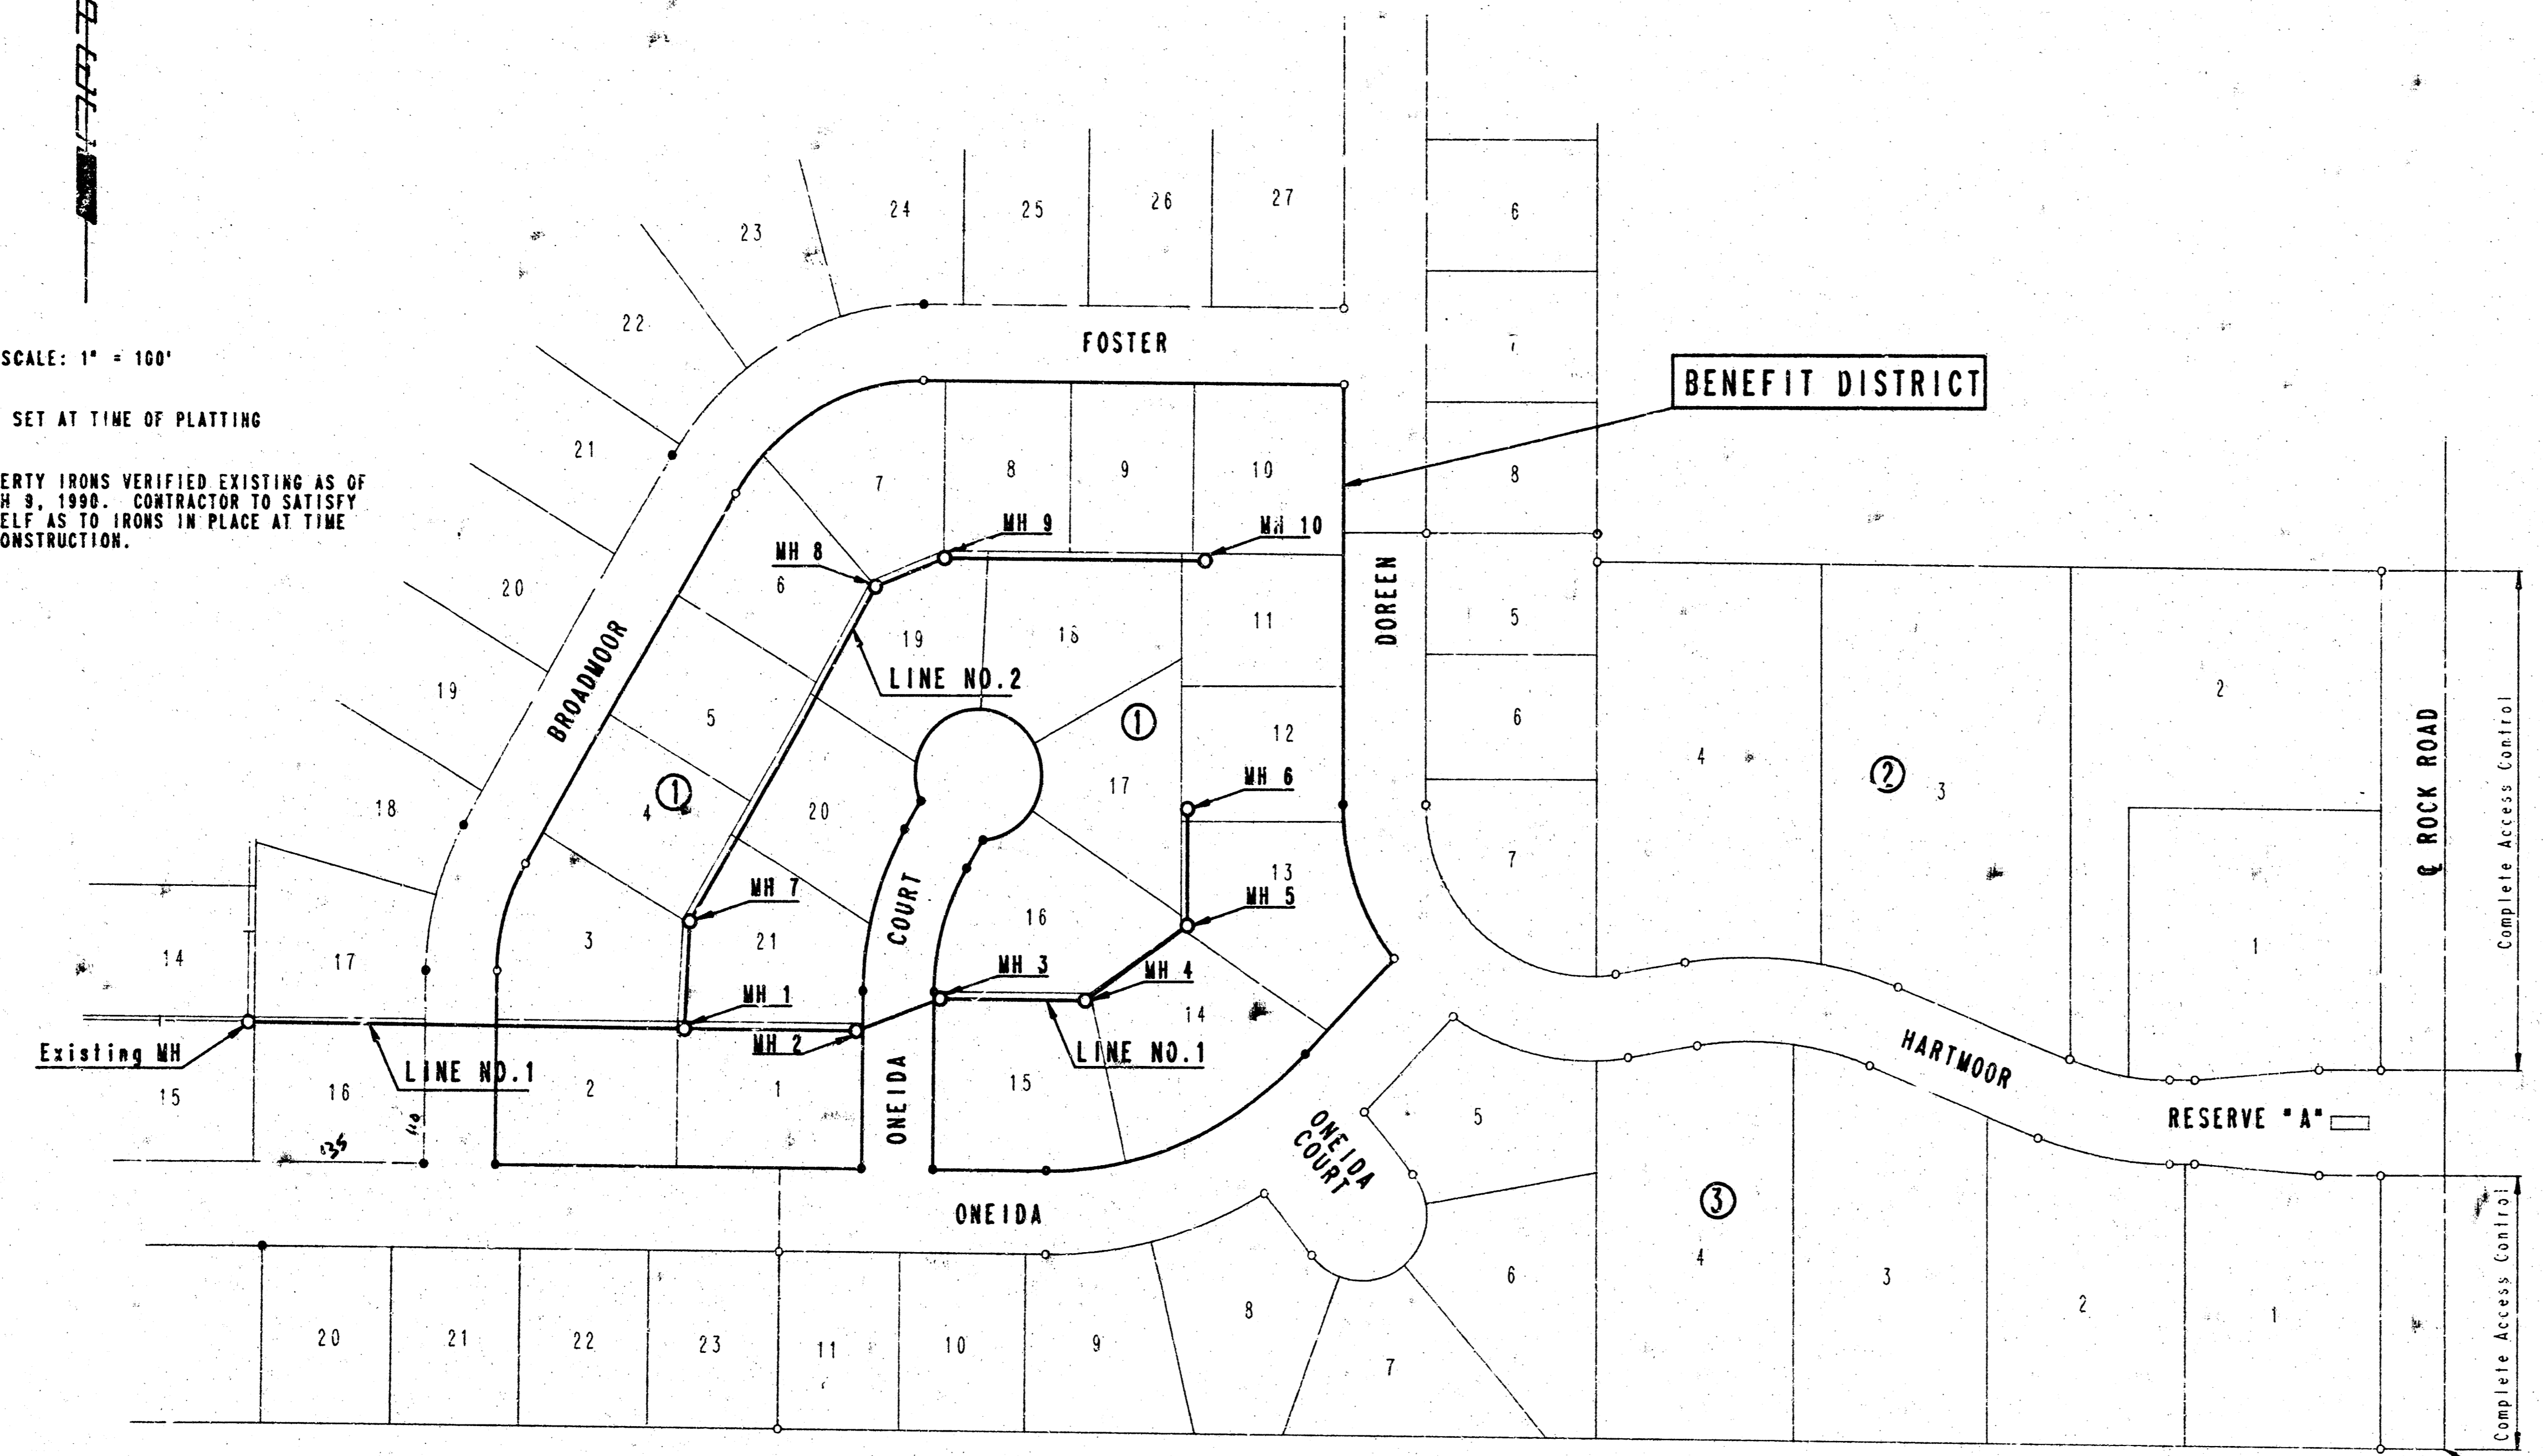 SCALE: 1" = 100'
SET AT TIME OF PLATTING
ERTY IRONS VERIFIED EXISTING AS OF
H 9, 1990. CONTRACTOR TO SATISFY
ELF AS TO IRONS IN PLACE AT TIME
ONSTRUCTION.
24
25
26
27
23
22
21
20
19
18
17
14
15
16
135
110
FOSTER
BENEFIT DISTRICT
6
7
8
5
6
7
DOREEN
BROADMOOR
7
8
9
10
MH 8
MH 9
MH 10
6
19
18
11
LINE NO.2
5
1
12
1
4
20
17
MH 6
13
MH 5
MH 7
COURT
16
3
21
MH 3
MH 4
MH 1
14
Existing MH
LINE NO.1
MH 2
LINE NO.1
2
1
ONEIDA
15
ONEIDA
ONEIDA
COURT
4
2
3
2
1
ROCK ROAD
Complete Access Control
HARTMOOR
RESERVE "A"
5
3
4
6
3
2
1
Complete Access Control
20
21
22
23
11
10
9
8
7